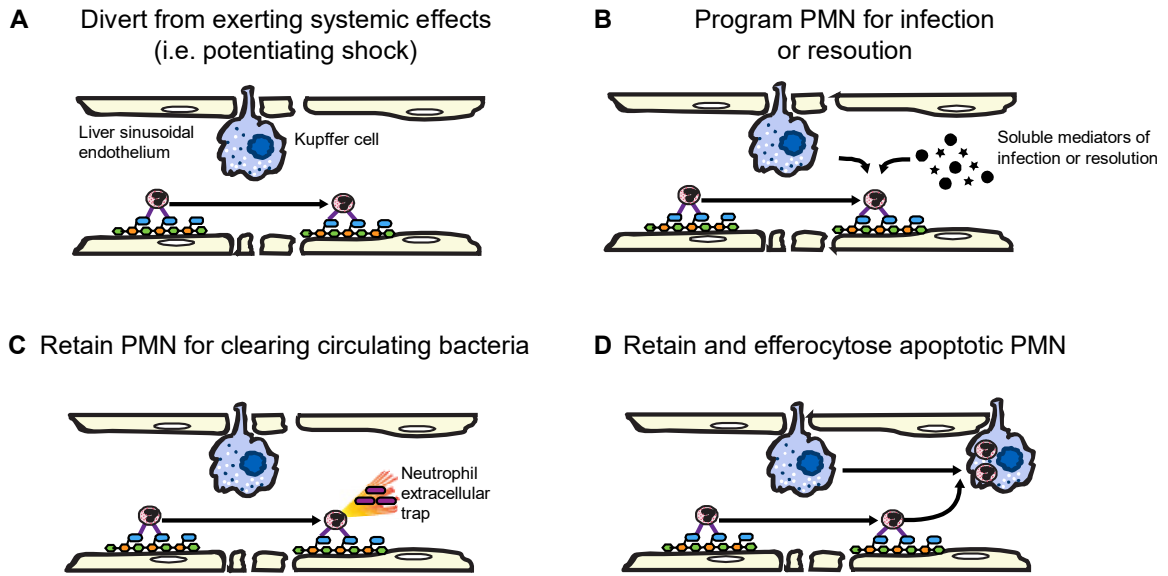 A Divert from exerting systemic effects
(i.e. potentiating shock)
Liver sinusoidal
endothelium
Kupffer cell
B Program PMN for infection
or resoution
Soluble mediators of
infection or resolution
C Retain PMN for clearing circulating bacteria
Neutrophil
extracellular
trap
D Retain and efferocytose apoptotic PMN